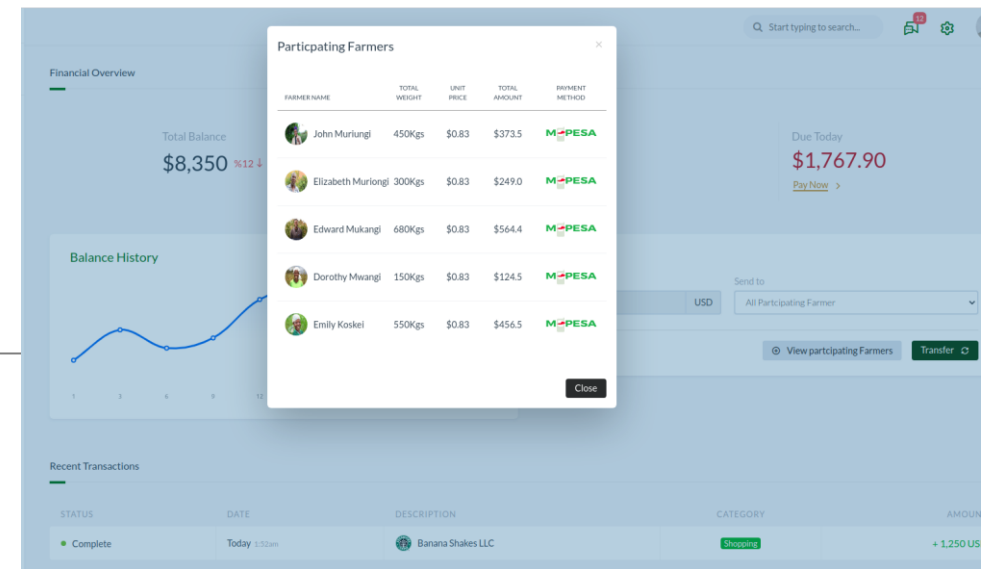 Start typing to search...
12
Particpating Farmers
×
Financial Overview
FARMER NAME TOTAL WEIGHT UNIT PRICE TOTAL AMOUNT PAYMENT METHOD
John Muriungi 450Kgs $0.83 $373.5 M-PESA
Elizabeth Muriongi 300Kgs $0.83 $249.0 M-PESA
Edward Mukangi 680Kgs $0.83 $564.4 M-PESA
Dorothy Mwangi 150Kgs $0.83 $124.5 M-PESA
Emily Koskei 550Kgs $0.83 $456.5 M-PESA
Close
Total Balance
$8,350 %12 ↓
Due Today
$1,767.90
Pay Now >
Balance History
1 3 6 9 12
Send to
USD All Partcipating Farmer
View partcipating Farmers Transfer
Recent Transactions
STATUS DATE DESCRIPTION CATEGORY AMOUN
Complete Today 1:52am Banana Shakes LLC Shopping + 1,250 US